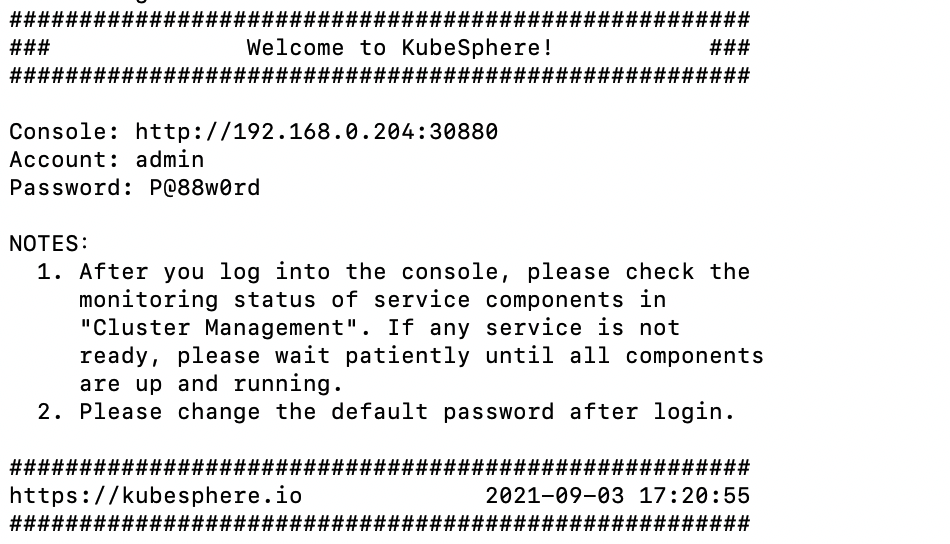 #####################################################
###              Welcome to KubeSphere!           ###
#####################################################
Console: http://192.168.0.204:30880
Account: admin
Password: P@88w0rd
NOTES:
  1. After you log into the console, please check the
     monitoring status of service components in
     "Cluster Management". If any service is not
     ready, please wait patiently until all components
     are up and running.
  2. Please change the default password after login.
#####################################################
https://kubesphere.io             2021-09-03 17:20:55
#####################################################